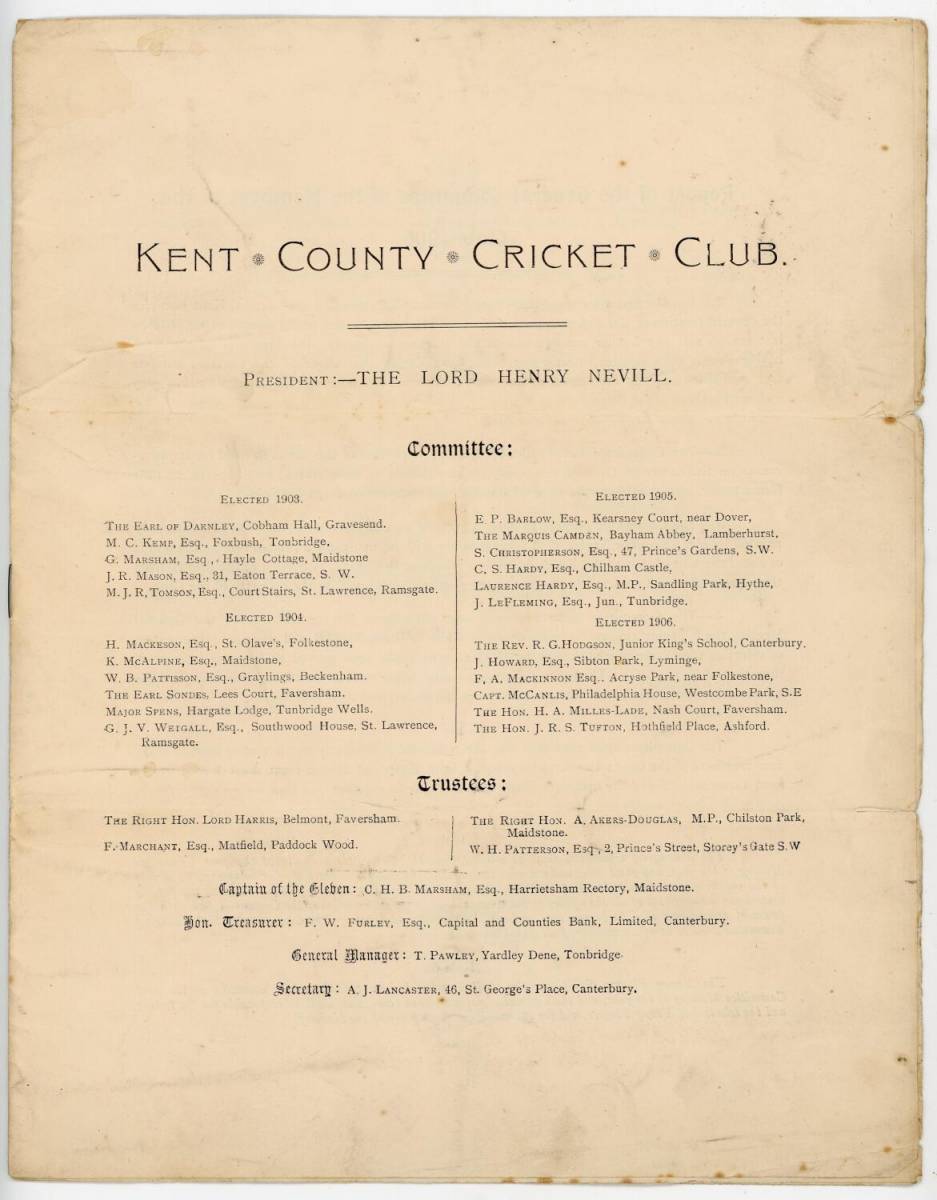 KENT COUNTY CRICKET CLUB.
PRESIDENT:—THE LORD HENRY NEVILL.
Committee:
ELECTED 1903.
THE EARL OF DARNLEY, Cobham Hall, Gravesend.
M. C. KEMP, Esq., Foxbush, Tonbridge,
G. MARSHAM, Esq., Hayle Cottage, Maidstone
J. R. MASON, Esq., 31, Eaton Terrace, S. W.
M. J. R, TOMSON, Esq., Court Stairs, St. Lawrence, Ramsgate.
ELECTED 1904.
H. MACKESON, Esq., St. Olave's, Folkestone,
K. MCALPINE, Esq., Maidstone,
W. B. PATTISSON, Esq., Graylings, Beckenham.
THE EARL SONDES, Lees Court, Faversham.
MAJOR SPENS, Hargate Lodge, Tunbridge Wells.
G. J. V. WEIGALL, Esq., Southwood House, St. Lawrence,
Ramsgate.
ELECTED 1905.
E. P. BARLOW, Esq., Kearsney Court, near Dover,
THE MARQUIS CAMDEN, Bayham Abbey, Lamberhurst,
S. CHRISTOPHERSON, Esq., 47, Prince's Gardens, S.W.
C. S. HARDY, Esq., Chilham Castle,
LAURENCE HARDY, Esq., M.P., Sandling Park, Hythe,
J. LEFLEMING, Esq., Jun., Tunbridge.
ELECTED 1906.
THE REV. R. G. HODGSON, Junior King's School, Canterbury.
J. HOWARD, Esq., Sibton Park, Lyminge,
F. A. MACKINNON Esq.. Acryse Park, near Folkestone,
CAPT. MCCANLIS, Philadelphia House, Westcombe Park, S.E
THE HON. H. A. MILLES-LADE, Nash Court, Faversham.
THE HON. J. R. S. TUFTON, Hothfield Place, Ashford.
Trustees:
THE RIGHT HON. LORD HARRIS, Belmont, Faversham.
F. MARCHANT, Esq., Matfield, Paddock Wood.
THE RIGHT HON. A. AKERS-DOUGLAS, M.P., Chilston Park,
Maidstone.
W. H. PATTERSON, Esq., 2, Prince's Street, Storey's Gate S.W
Captain of the Eleven: C. H. B. MARSHAM, Esq., Harrietsham Rectory, Maidstone.
Hon. Treasurer: F. W. FURLEY, Esq., Capital and Counties Bank, Limited, Canterbury.
General Manager: T. PAWLEY, Yardley Dene, Tonbridge
Secretary: A. J. LANCASTER, 46, St. George's Place, Canterbury.